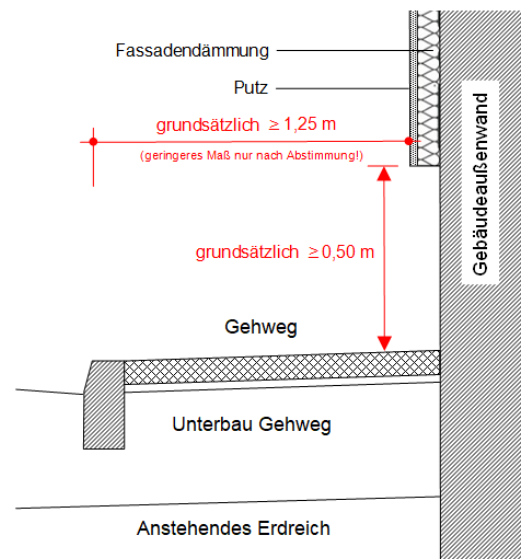 Fassadendämmung
Putz
grundsätzlich ≥ 1,25 m
(geringeres Maß nur nach Abstimmung!)
grundsätzlich ≥ 0,50 m
Gebäudeaußenwand
Gehweg
Unterbau Gehweg
Anstehendes Erdreich